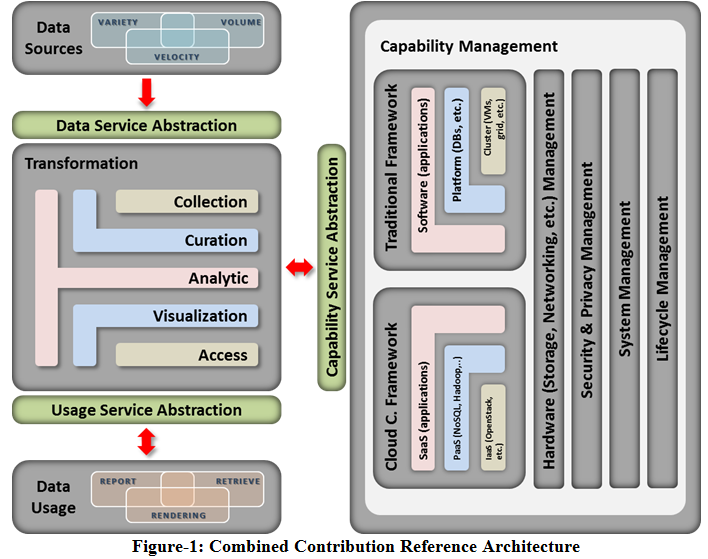 Data
Sources
VARIETY
VOLUME
VELOCITY
Data Service Abstraction
Transformation
Collection
Curation
Analytic
Visualization
Access
Usage Service Abstraction
Data
Usage
REPORT
RETRIEVE
RENDERING
Capability Service Abstraction
Capability Management
Traditional Framework
Software (applications)
Platform (DBs, etc.)
Cluster (VMs,
grid, etc.)
Cloud C. Framework
SaaS (applications)
PaaS (NoSQL, Hadoop,..)
IaaS (OpenStack,
etc.)
Hardware (Storage, Networking, etc.) Management
Security & Privacy Management
System Management
Lifecycle Management
Figure-1: Combined Contribution Reference Architecture